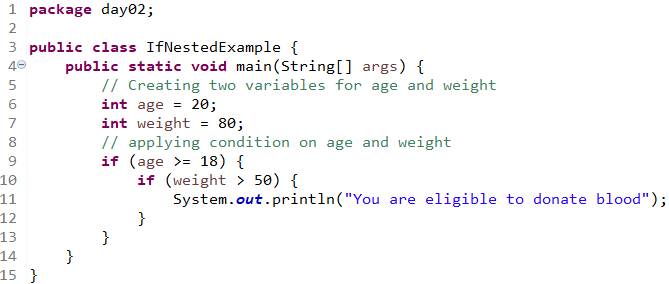 1 package day02;
2
3 public class IfNestedExample {
4     public static void main(String[] args) {
5         // Creating two variables for age and weight
6         int age = 20;
7         int weight = 80;
8         // applying condition on age and weight
9         if (age >= 18) {
10             if (weight > 50) {
11                 System.out.println("You are eligible to donate blood");
12             }
13         }
14     }
15 }